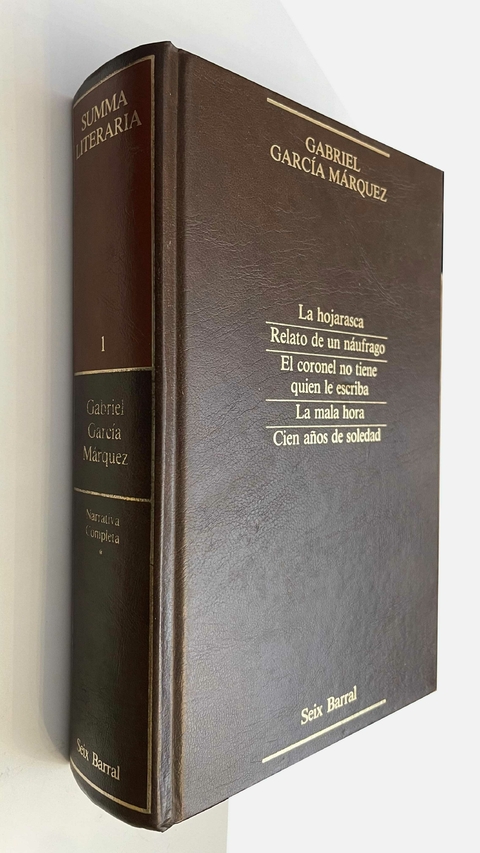 SUMMA
LITERARIA
1
Gabriel
García
Márquez
Narrativa
Completa
*
Seix Barral
GABRIEL
GARCÍA MÁRQUEZ
La hojarasca
Relato de un náufrago
El coronel no tiene
quien le escriba
La mala hora
Cien años de soledad
Seix Barral